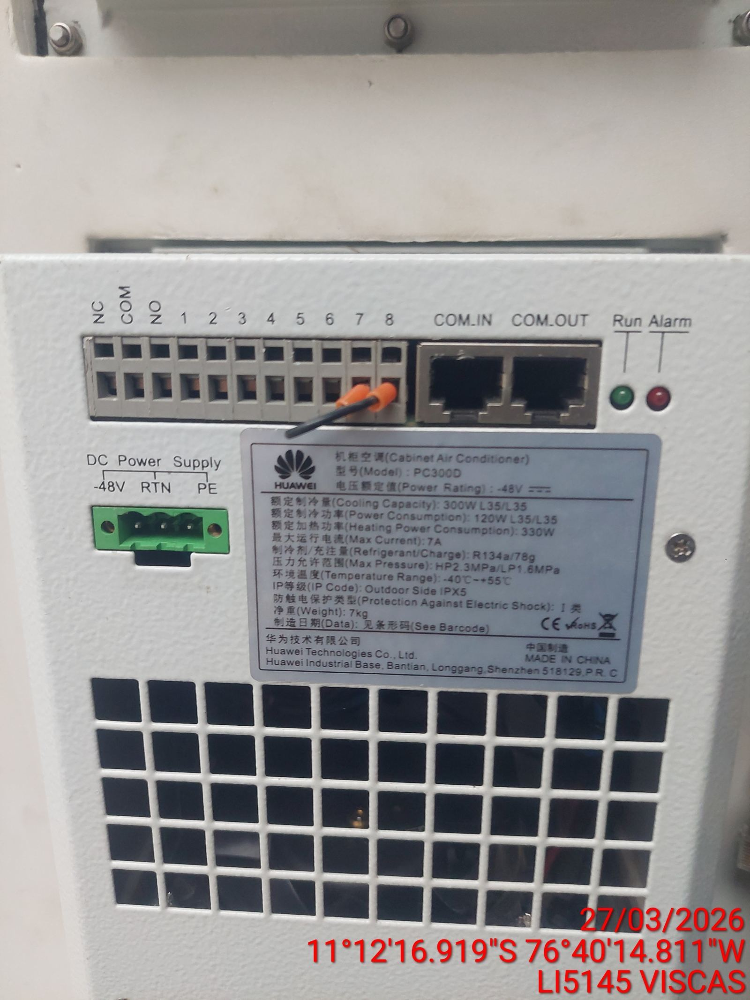 NC COM NO 1 2 3 4 5 6 7 8 COM_IN COM_OUT Run Alarm
DC Power Supply
-48V RTN PE
HUAWEI
机柜空调(Cabinet Air Conditioner)
型号(Model) : PC300D
电压额定值(Power Rating) : -48V
额定制冷量(Cooling Capacity): 300W L35/L35
额定制冷功率(Power Consumption): 120W L35/L35
额定加热功率(Heating Power Consumption): 330W
最大运行电流(Max Current): 7A
制冷剂/充注量(Refrigerant/Charge): R134a/78g
压力允许范围(Max Pressure): HP2.3MPa/LP1.6MPa
环境温度(Temperature Range): -40℃~+55℃
IP等级(IP Code): Outdoor Side IPX5
防触电保护类型(Protection Against Electric Shock): I 类
净重(Weight): 7kg
制造日期(Data): 见条形码(See Barcode)
CE RoHS
华为技术有限公司
Huawei Technologies Co., Ltd.
中国制造
MADE IN CHINA
Huawei Industrial Base, Bantian, Longgang,Shenzhen 518129,P.R. C
27/03/2026
11°12'16.919"S 76°40'14.811"W
LI5145 VISCAS